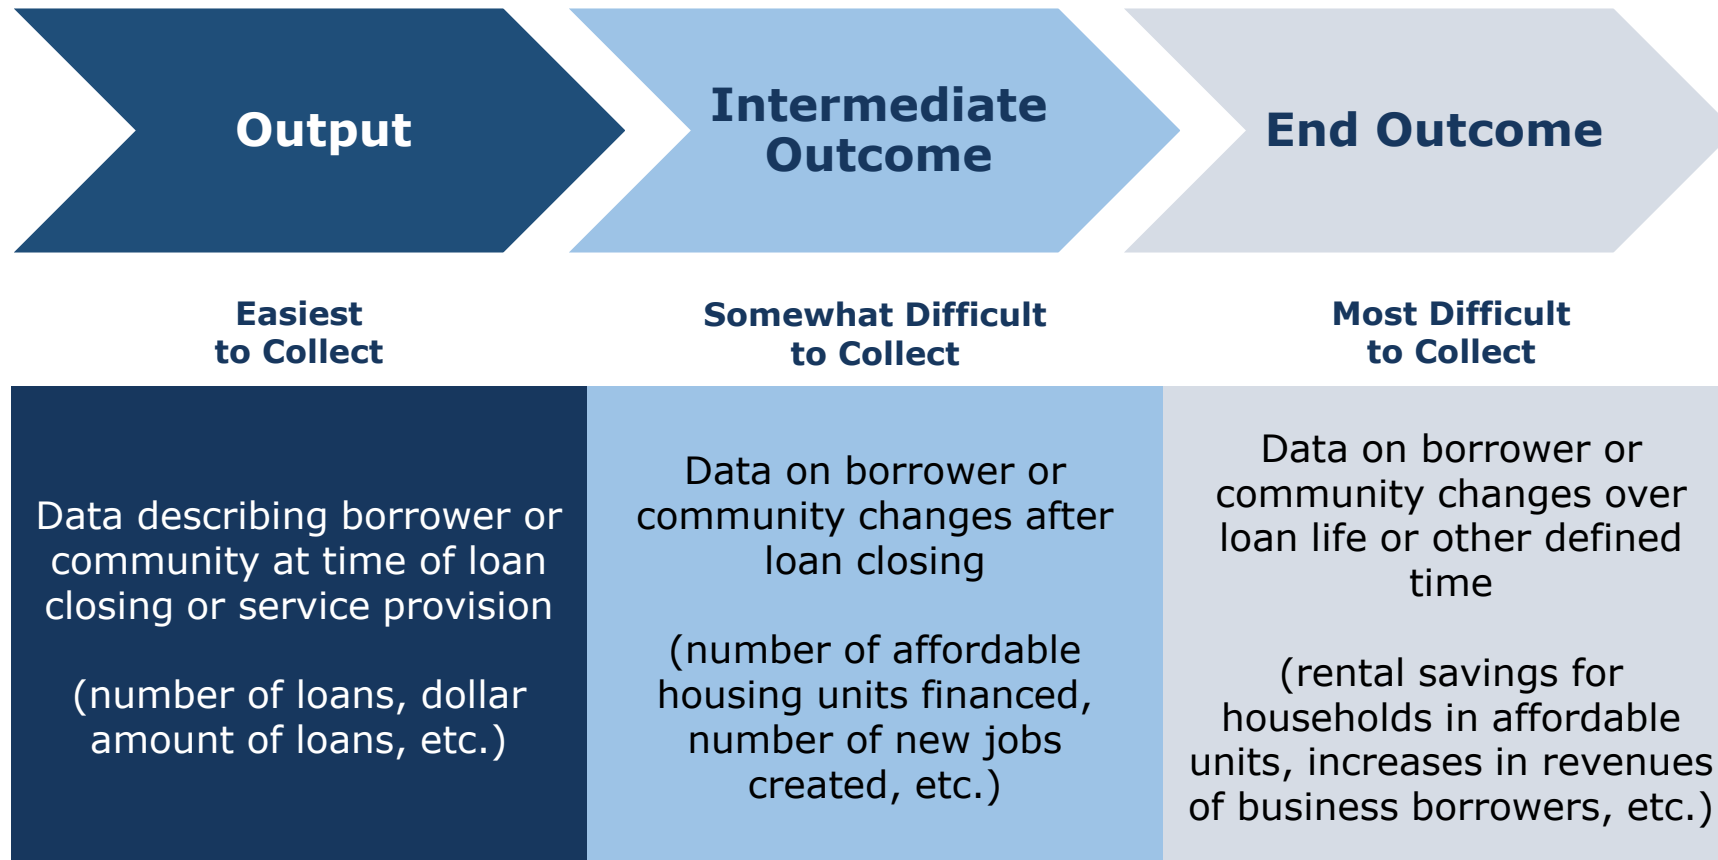 Output
Intermediate
Outcome
End Outcome
Easiest
to Collect
Somewhat Difficult
to Collect
Most Difficult
to Collect
Data describing borrower or
community at time of loan
closing or service provision
(number of loans, dollar
amount of loans, etc.)
Data on borrower or
community changes after
loan closing
(number of affordable
housing units financed,
number of new jobs
created, etc.)
Data on borrower or
community changes over
loan life or other defined
time
(rental savings for
households in affordable
units, increases in revenues
of business borrowers, etc.)